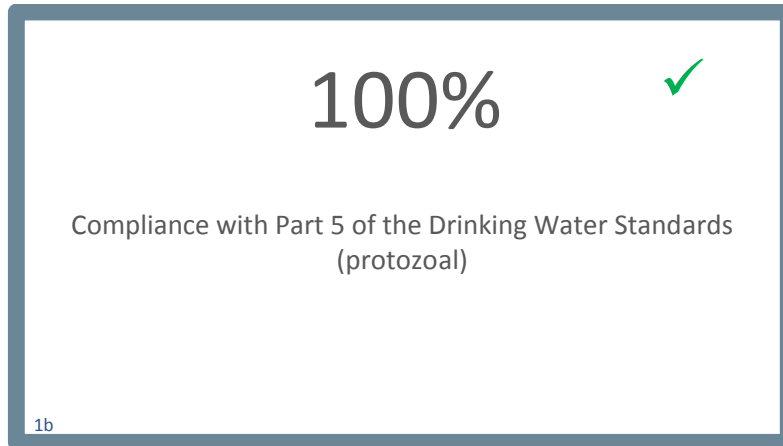 100%
Compliance with Part 5 of the Drinking Water Standards
(protozoal)
1b